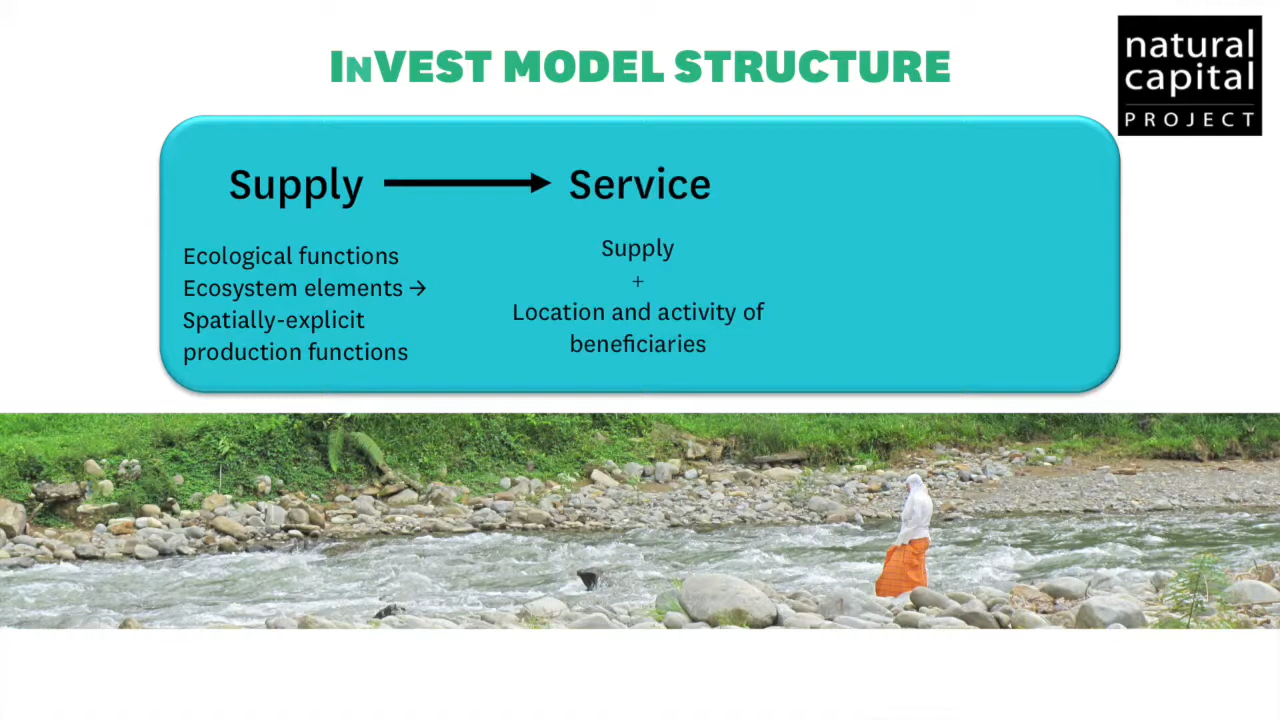 InVEST MODEL STRUCTURE
natural
capital
PROJECT
Supply → Service
Ecological functions
Ecosystem elements →
Spatially-explicit
production functions
Supply
+
Location and activity of
beneficiaries